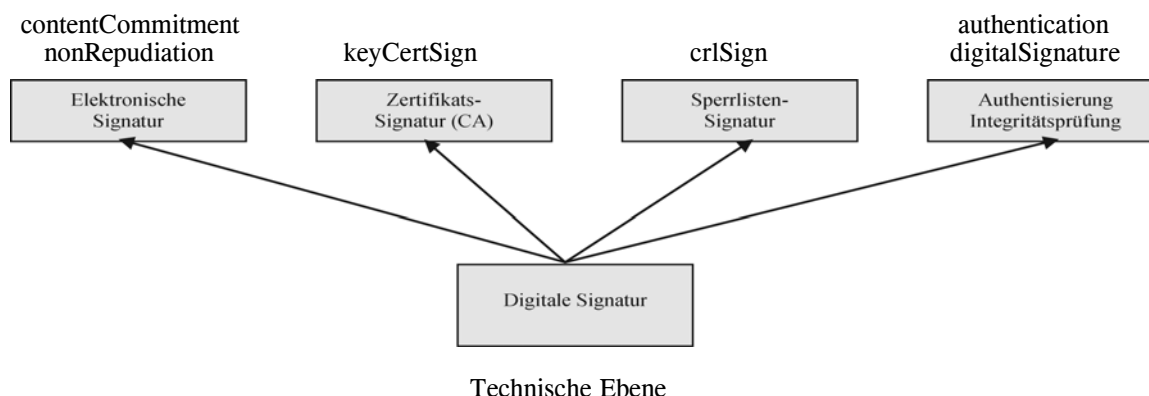 contentCommitment
nonRepudiation
keyCertSign
crlSign
authentication
digitalSignature
Elektronische
Signatur
Zertifikats-
Signatur (CA)
Sperrlisten-
Signatur
Authentisierung
Integritätsprüfung
Digitale Signatur
Technische Ebene